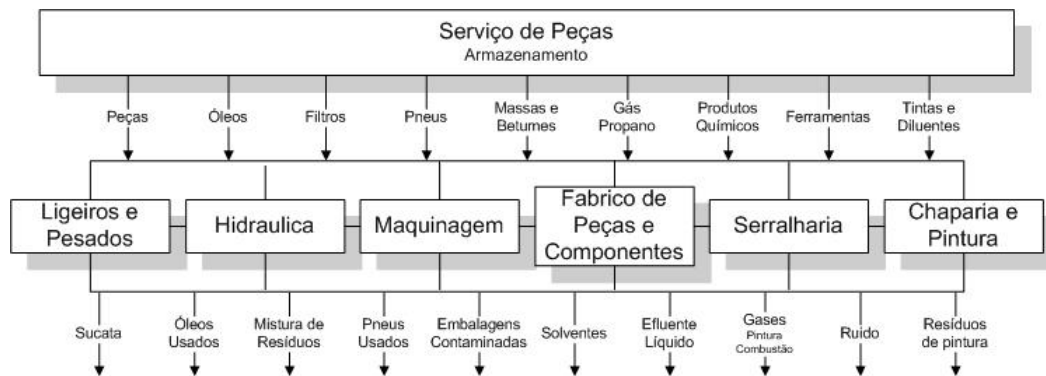 Serviço de Peças
Armazenamento
Peças
Óleos
Filtros
Pneus
Massas e
Betumes
Gás
Propano
Produtos
Químicos
Ferramentas
Tintas e
Diluentes
Ligeiros e
Pesados
Hidraulica
Maquinagem
Fabrico de
Peças e
Componentes
Serralharia
Chaparia e
Pintura
Sucata
Óleos
Usados
Mistura de
Resíduos
Pneus
Usados
Embalagens
Contaminadas
Solventes
Efluente
Líquido
Gases
Pintura
Combustão
Ruído
Resíduos
de pintura